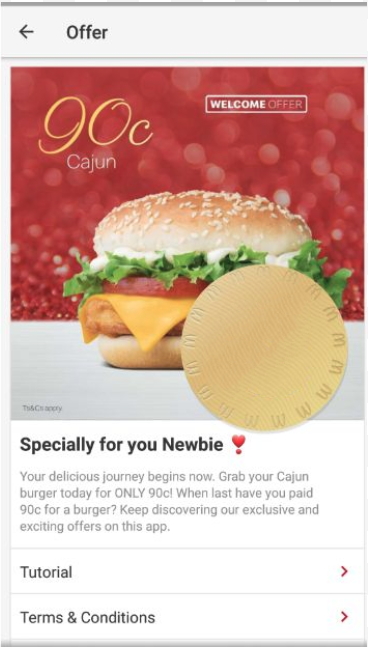 Offer
90c
WELCOME OFFER
Cajun
Ts&Cs apply.
Specially for you Newbie
Your delicious journey begins now. Grab your Cajun
burger today for ONLY 90c! When last have you paid
90c for a burger? Keep discovering our exclusive and
exciting offers on this app.
Tutorial
Terms & Conditions